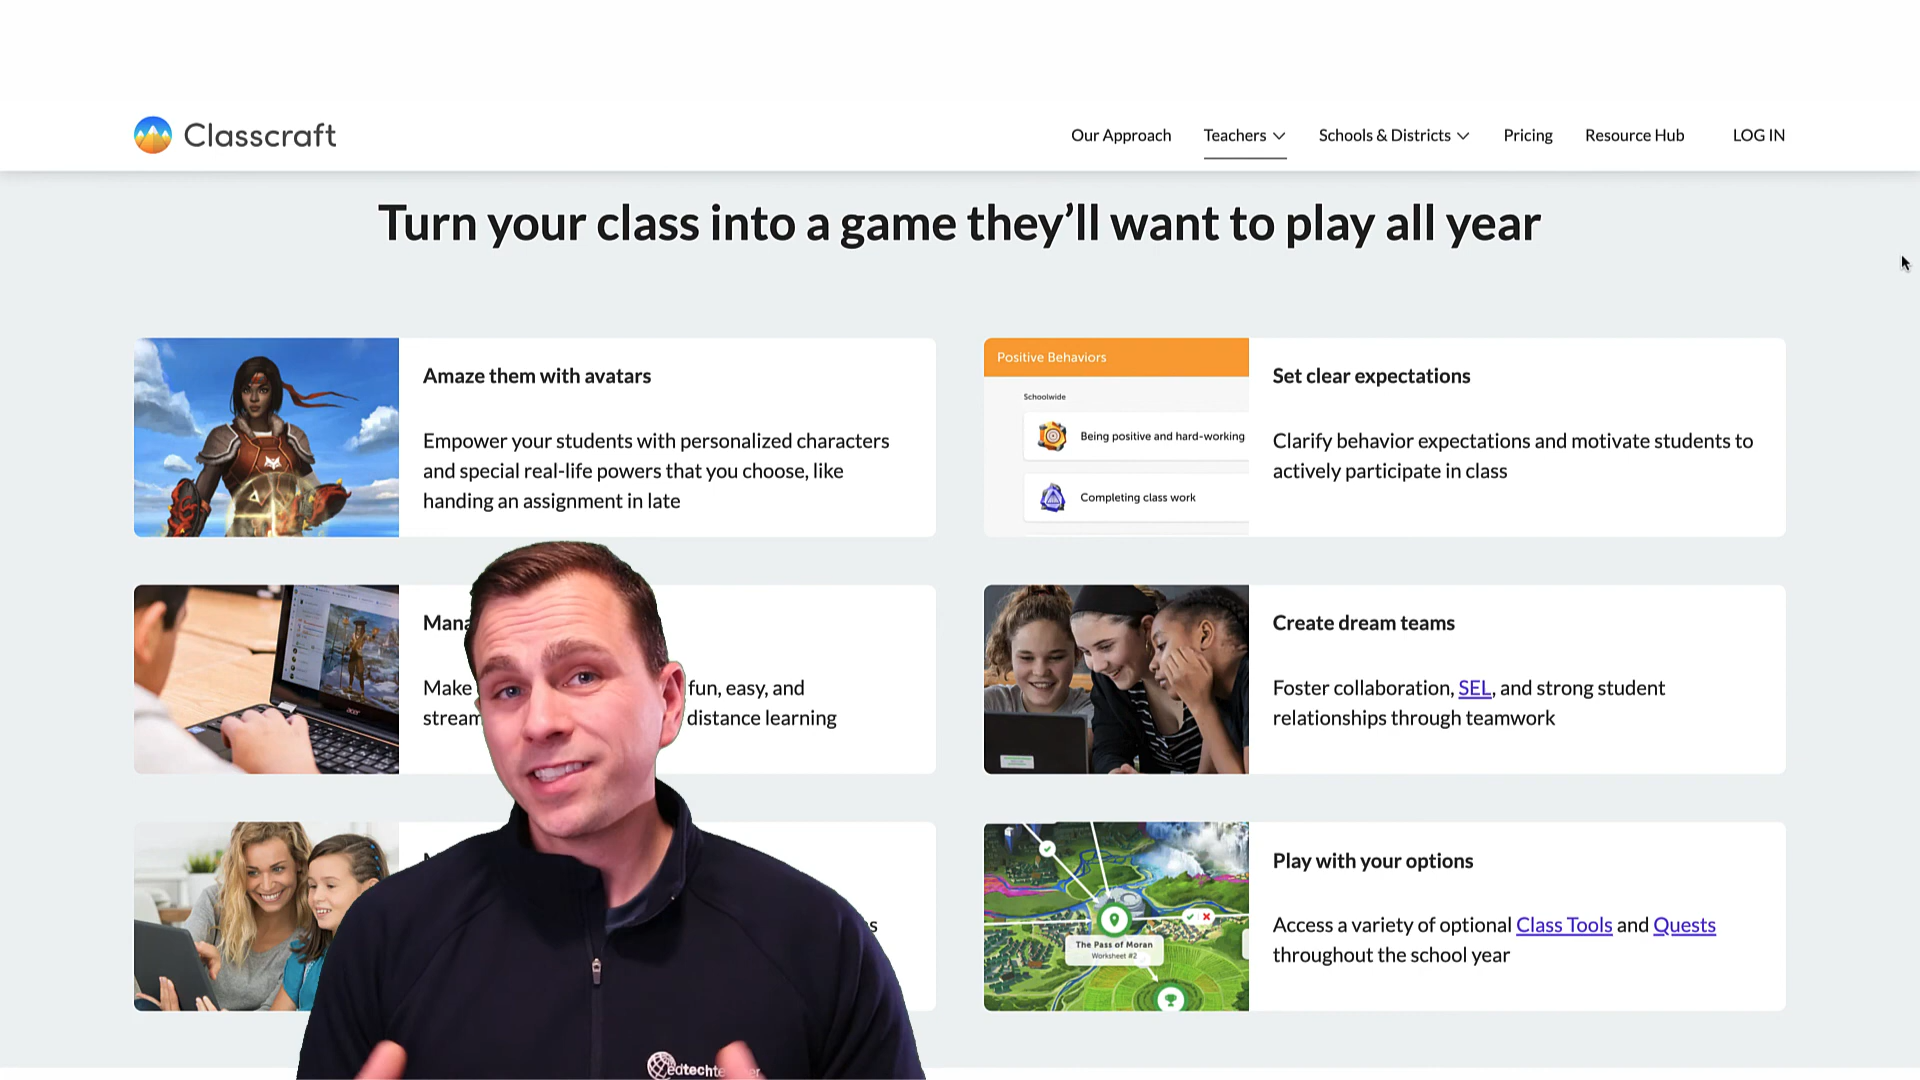 Classcraft
Our Approach
Teachers
Schools & Districts
Pricing
Resource Hub
LOG IN
Turn your class into a game they’ll want to play all year
Amaze them with avatars
Empower your students with personalized characters
and special real-life powers that you choose, like
handing an assignment in late
Positive Behaviors
Schoolwide
Being positive and hard-working
Completing class work
Set clear expectations
Clarify behavior expectations and motivate students to
actively participate in class
acer
Make fun, easy, and
distance learning
Create dream teams
Foster collaboration, SEL, and strong student
relationships through teamwork
The Pass of Moran
Worksheet #2
Play with your options
Access a variety of optional Class Tools and Quests
throughout the school year